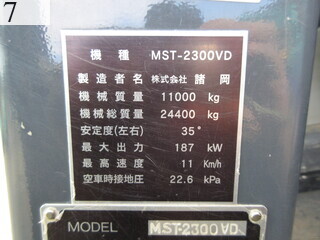 7
機種 MST-2300VD
製造者名 株式会社 諸岡
機械質量 11000 kg
機械総質量 24400 kg
安定度(左右) 35°
最大出力 187 kW
最高速度 11 Km/h
空車時接地圧 22.6 kPa
MODEL MST-2300VD